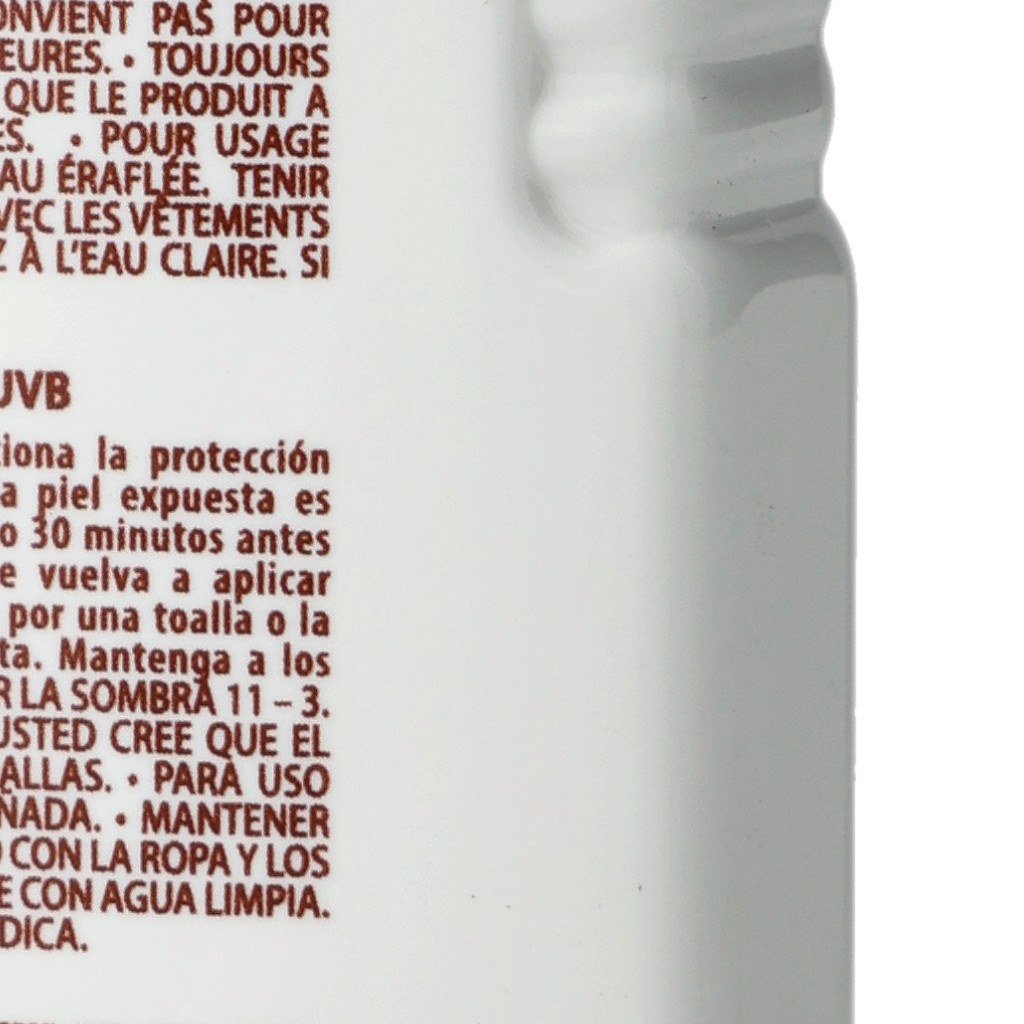 ONVIENT PAS POUR
EURES. • TOUJOURS
QUE LE PRODUIT A
ES. • POUR USAGE
AU ÉRAFLÉE. TENIR
VEC LES VÊTEMENTS
Z À L'EAU CLAIRE. SI
UVB
ciona la protección
a piel expuesta es
o 30 minutos antes
e vuelva a aplicar
por una toalla o la
ta. Mantenga a los
R LA SOMBRA 11 – 3.
USTED CREE QUE EL
ALLAS. • PARA USO
ÑADA. • MANTENER
O CON LA ROPA Y LOS
E CON AGUA LIMPIA.
DICA.